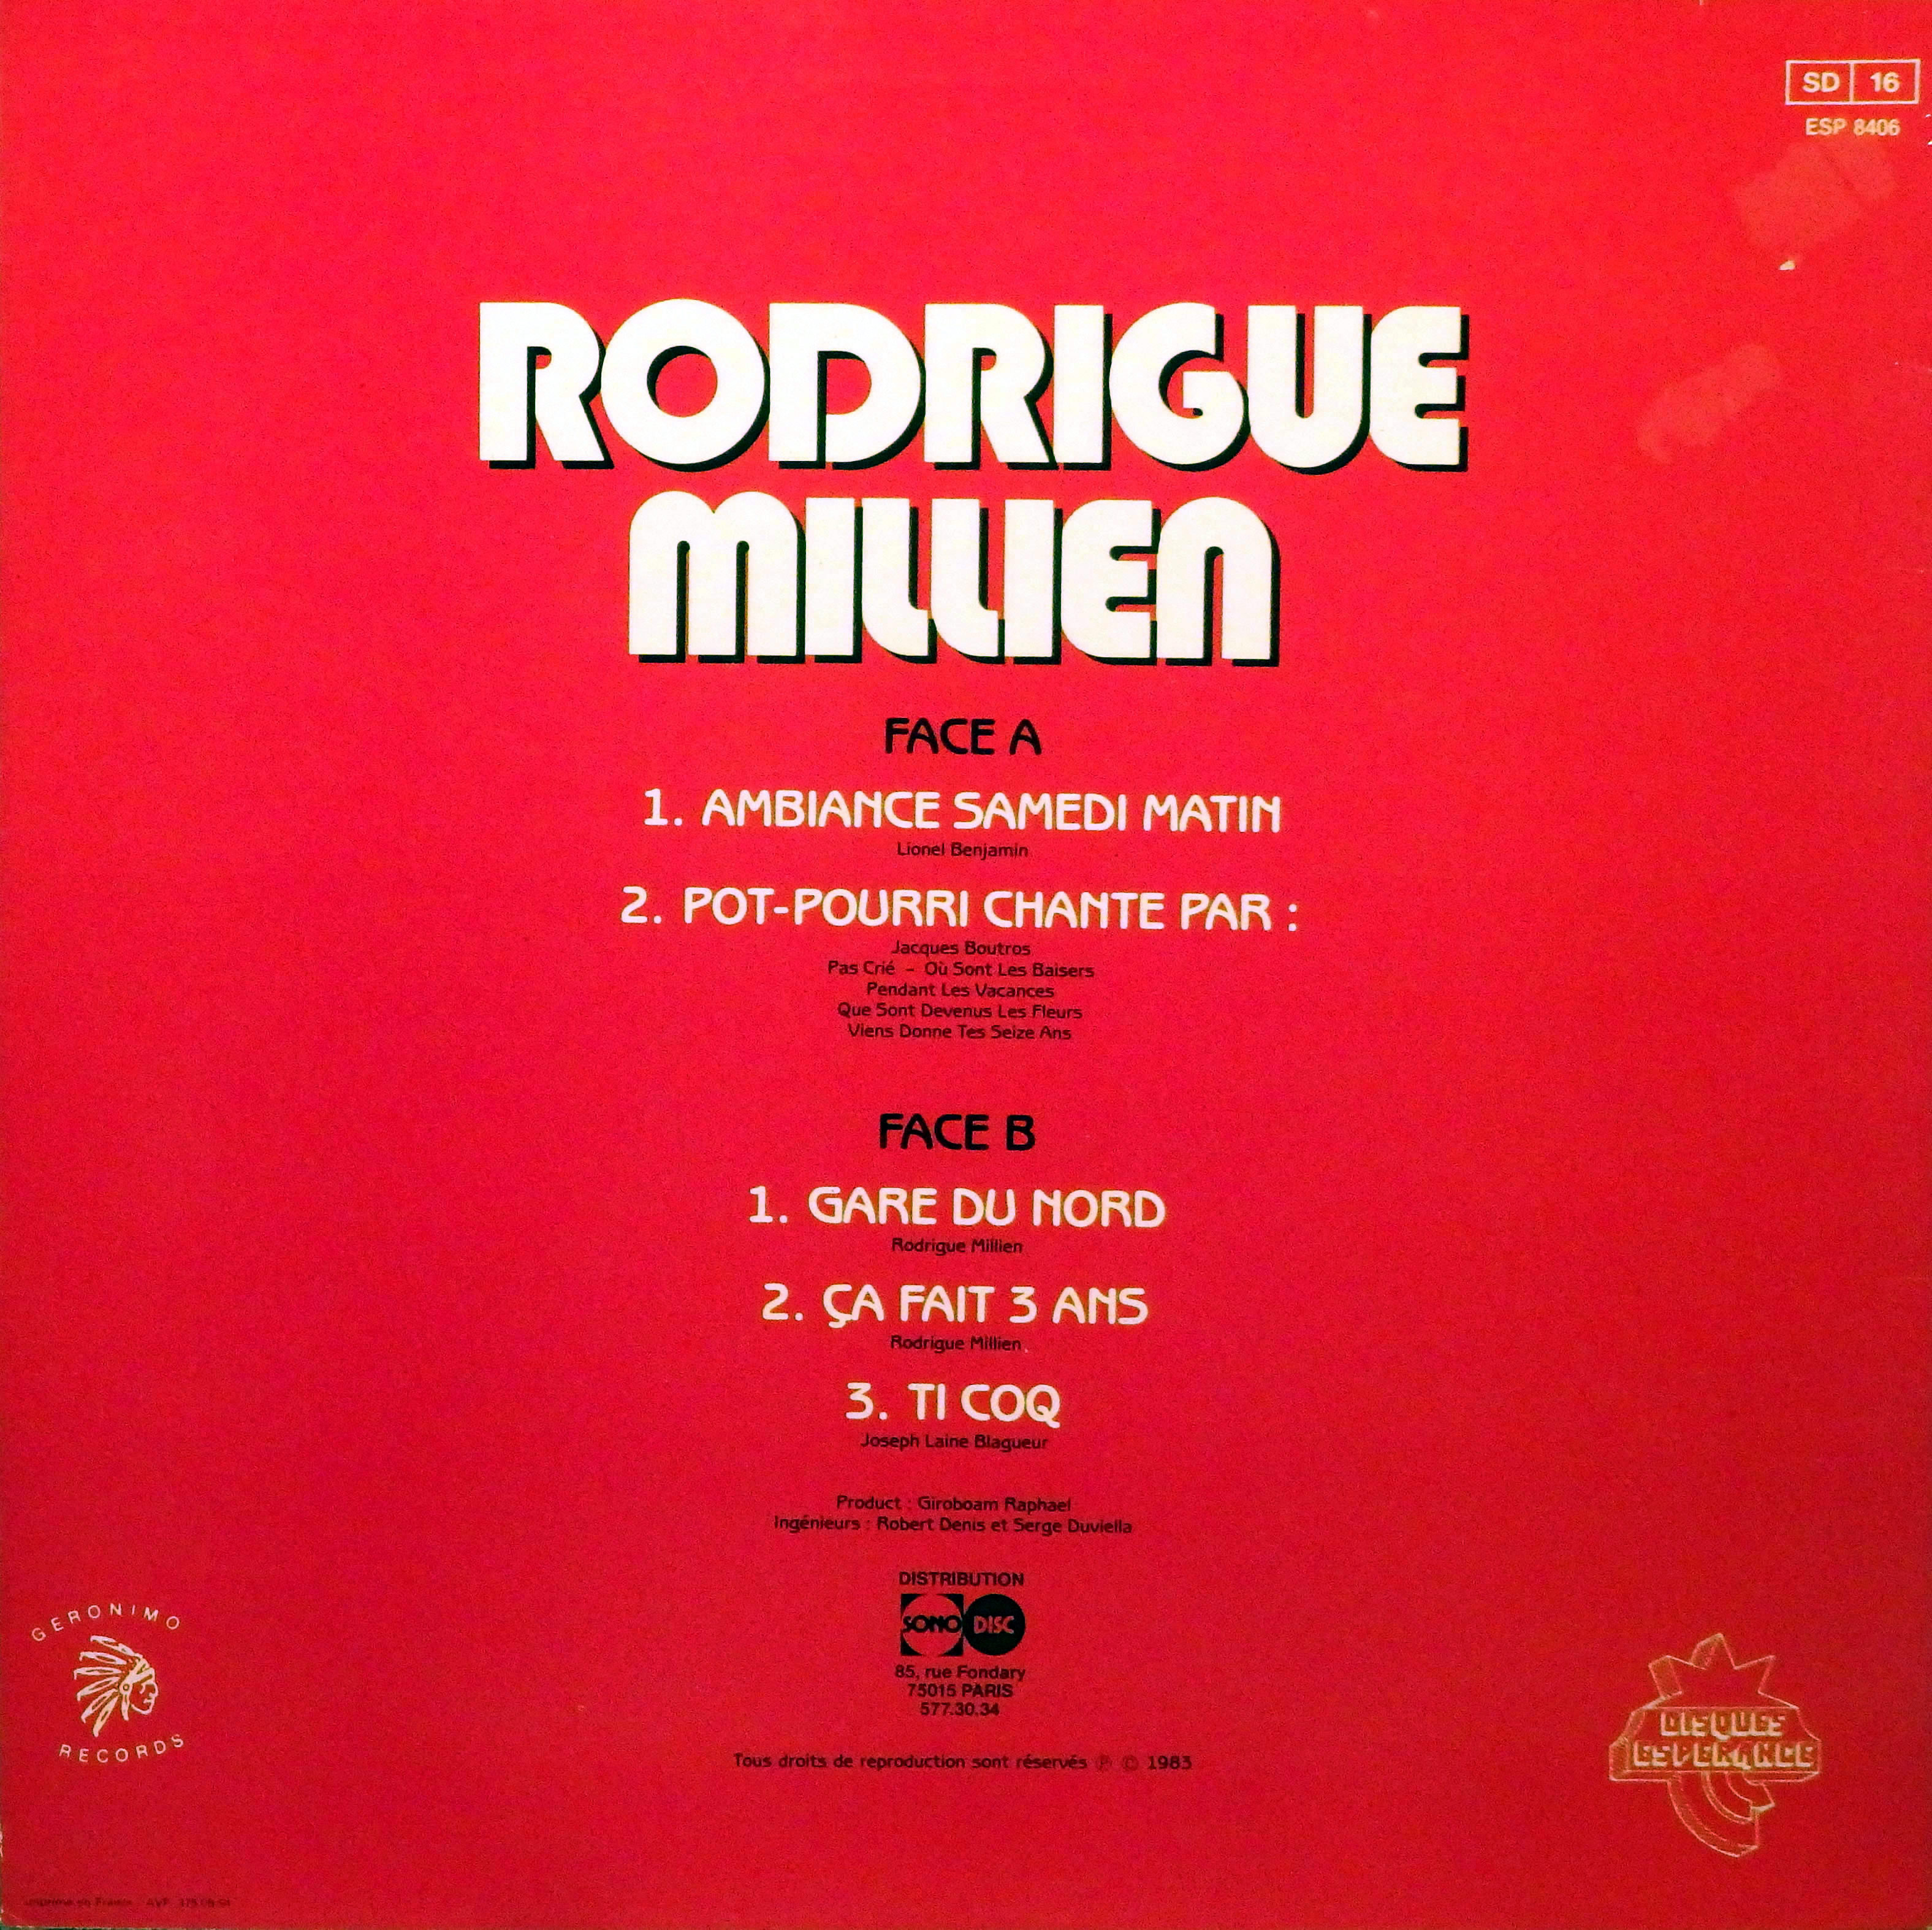 SD 16
ESP 8406
RODRIGUE
MILLIEN
FACE A
1. AMBIANCE SAMEDI MATIN
Lionel Benjamin
2. POT-POURRI CHANTE PAR :
Jacques Boutros
Pas Crié - Où Sont Les Baisers
Pendant Les Vacances
Que Sont Devenus Les Fleurs
Viens Donne Tes Seize Ans
FACE B
1. GARE DU NORD
Rodrigue Millien
2. ÇA FAIT 3 ANS
Rodrigue Millien
3. TI COQ
Joseph Laine Blagueur
Product : Giroboam Raphael
Ingénieurs : Robert Denis et Serge Duviella
DISTRIBUTION
SONO DISC
85, rue Fondary
75015 PARIS
577.30.34
GERONIMO
RECORDS
DISQUES
ESPERANCE
Tous droits de reproduction sont réservés Ⓟ © 1983
Imprimé en France